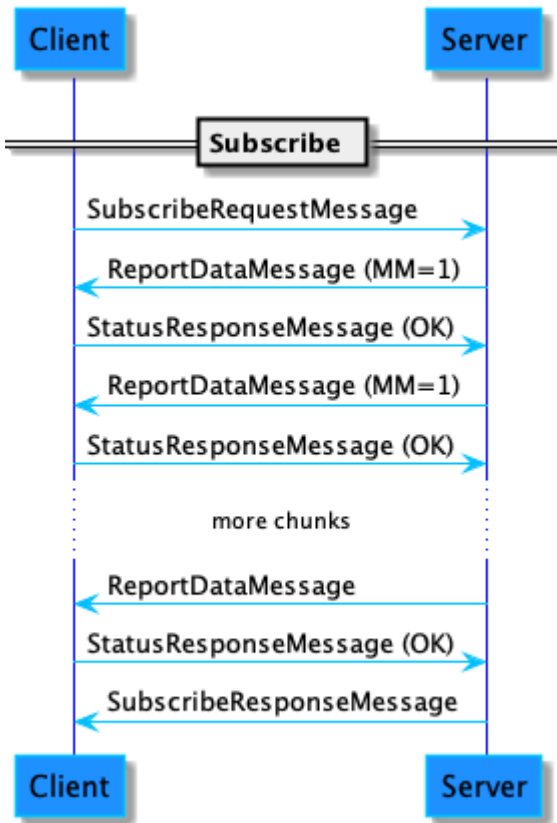 Client Server
Subscribe
SubscribeRequestMessage
ReportDataMessage (MM=1)
StatusResponseMessage (OK)
ReportDataMessage (MM=1)
StatusResponseMessage (OK)
more chunks
ReportDataMessage
StatusResponseMessage (OK)
SubscribeResponseMessage
Client Server